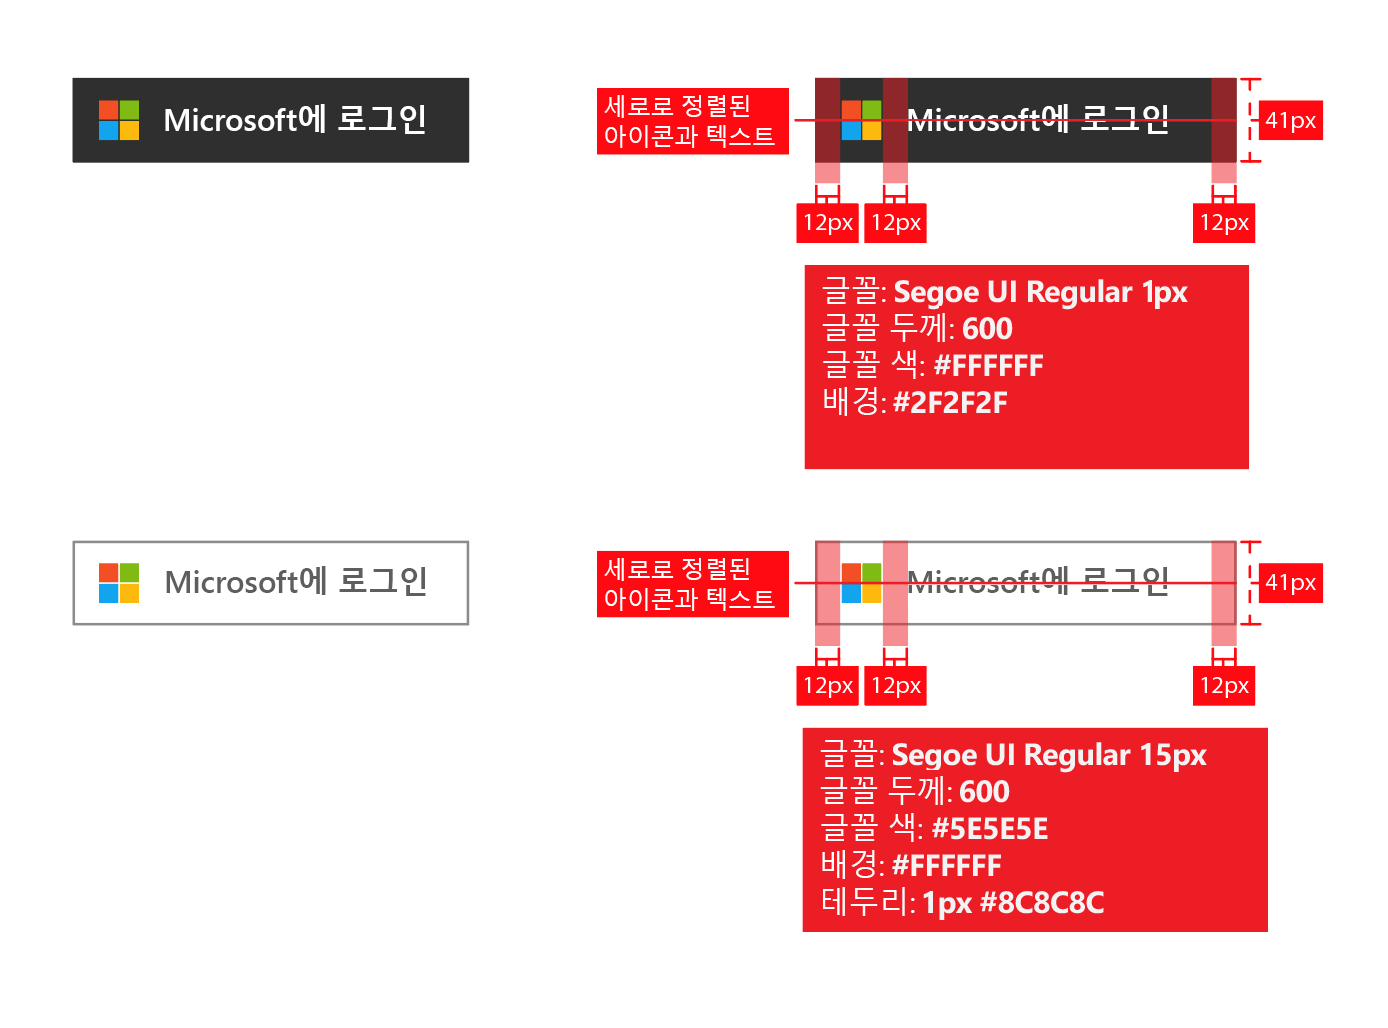 Microsoft에 로그인
세로로 정렬된
아이콘과 텍스트
Microsoft에 로그인
41px
12px
12px
12px
글꼴: Segoe UI Regular 1px
글꼴 두께: 600
글꼴 색: #FFFFFF
배경: #2F2F2F
Microsoft에 로그인
세로로 정렬된
아이콘과 텍스트
Microsoft에 로그인
41px
12px
12px
12px
글꼴: Segoe UI Regular 15px
글꼴 두께: 600
글꼴 색: #5E5E5E
배경: #FFFFFF
테두리: 1px #8C8C8C